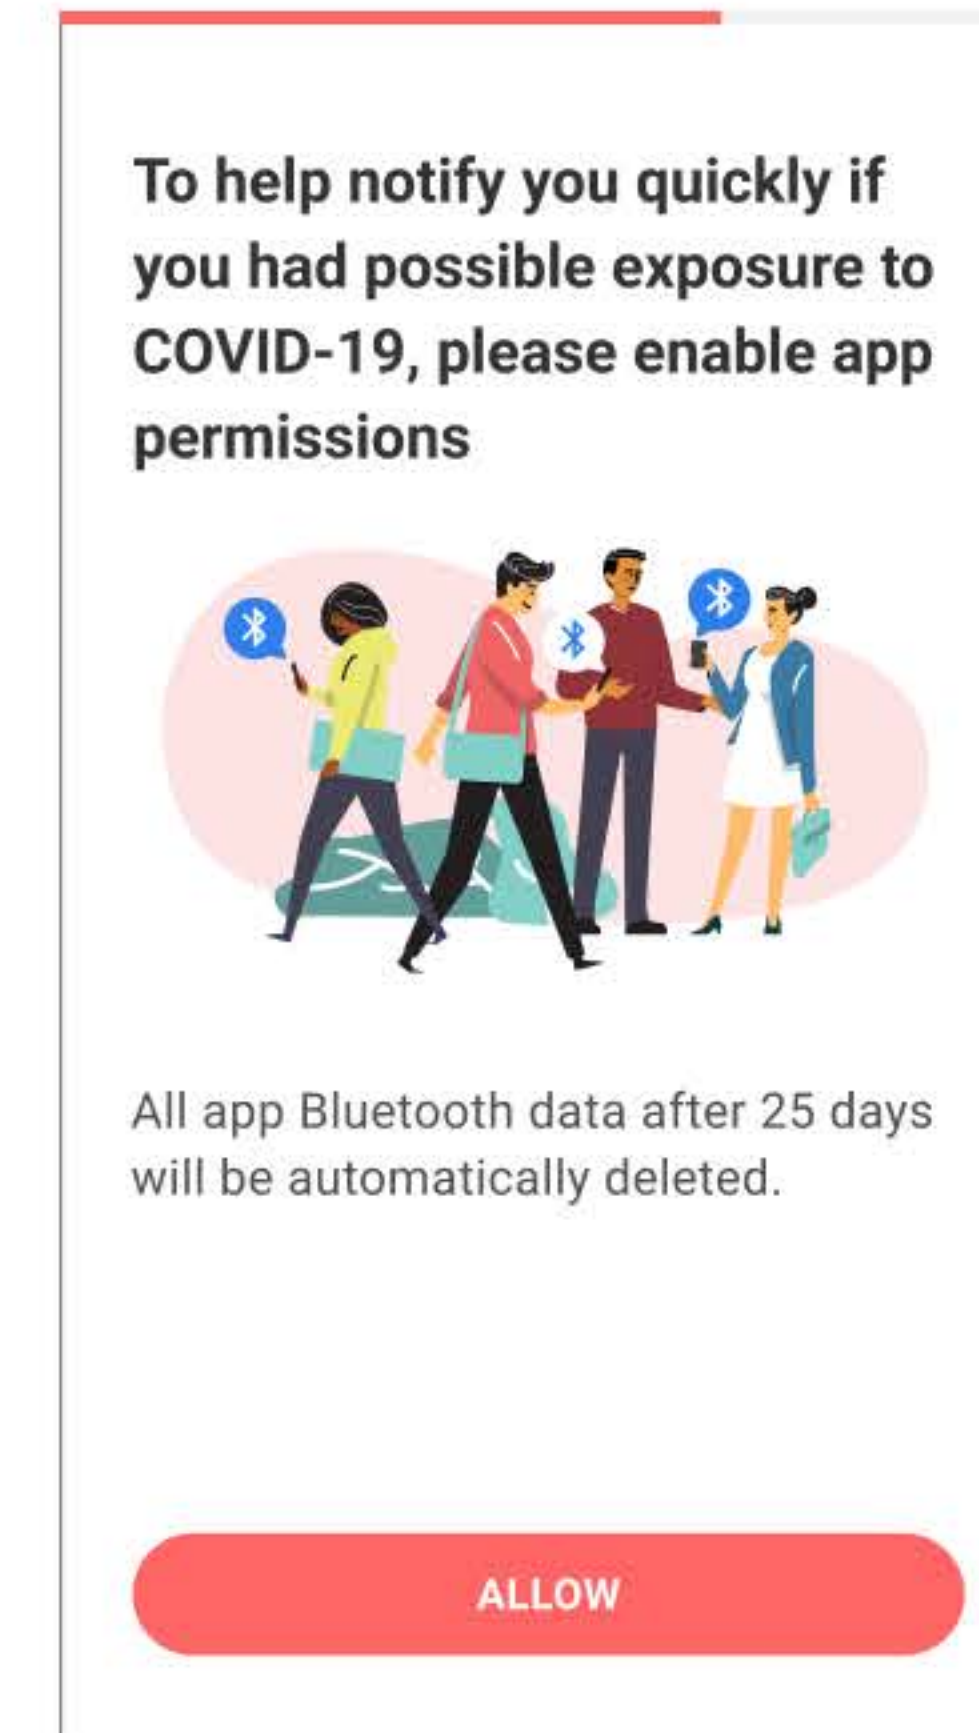 To help notify you quickly if
you had possible exposure to
COVID-19, please enable app
permissions
All app Bluetooth data after 25 days
will be automatically deleted.
ALLOW